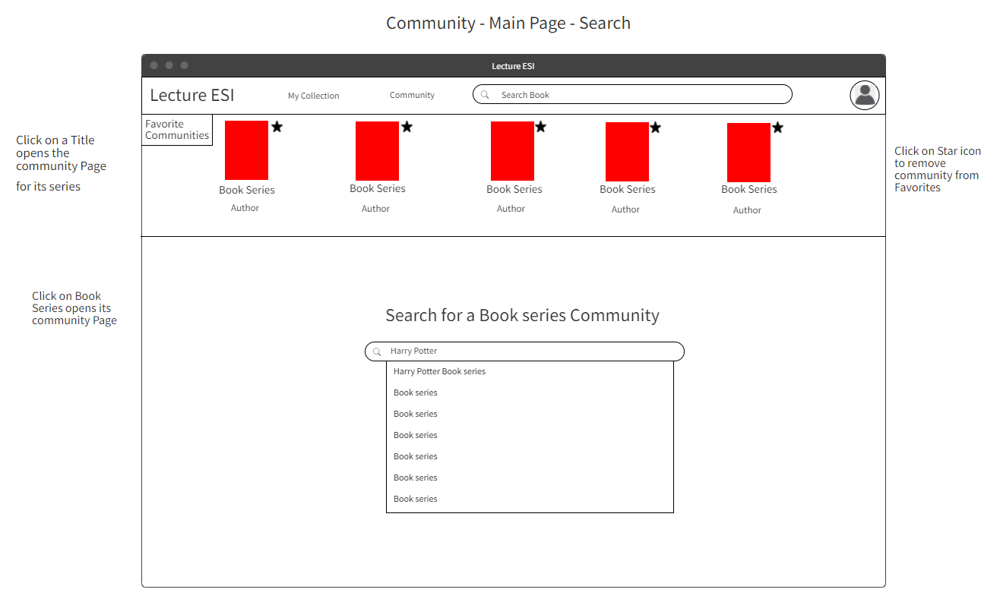 Community - Main Page - Search
Lecture ESI
Lecture ESI
My Collection
Community
Search Book
Favorite
Communities
Book Series
Author
Book Series
Author
Book Series
Author
Book Series
Author
Book Series
Author
Click on a Title
opens the
community Page
for its series
Click on Star icon
to remove
community from
Favorites
Click on Book
Series opens its
community Page
Search for a Book series Community
Harry Potter
Harry Potter Book series
Book series
Book series
Book series
Book series
Book series
Book series